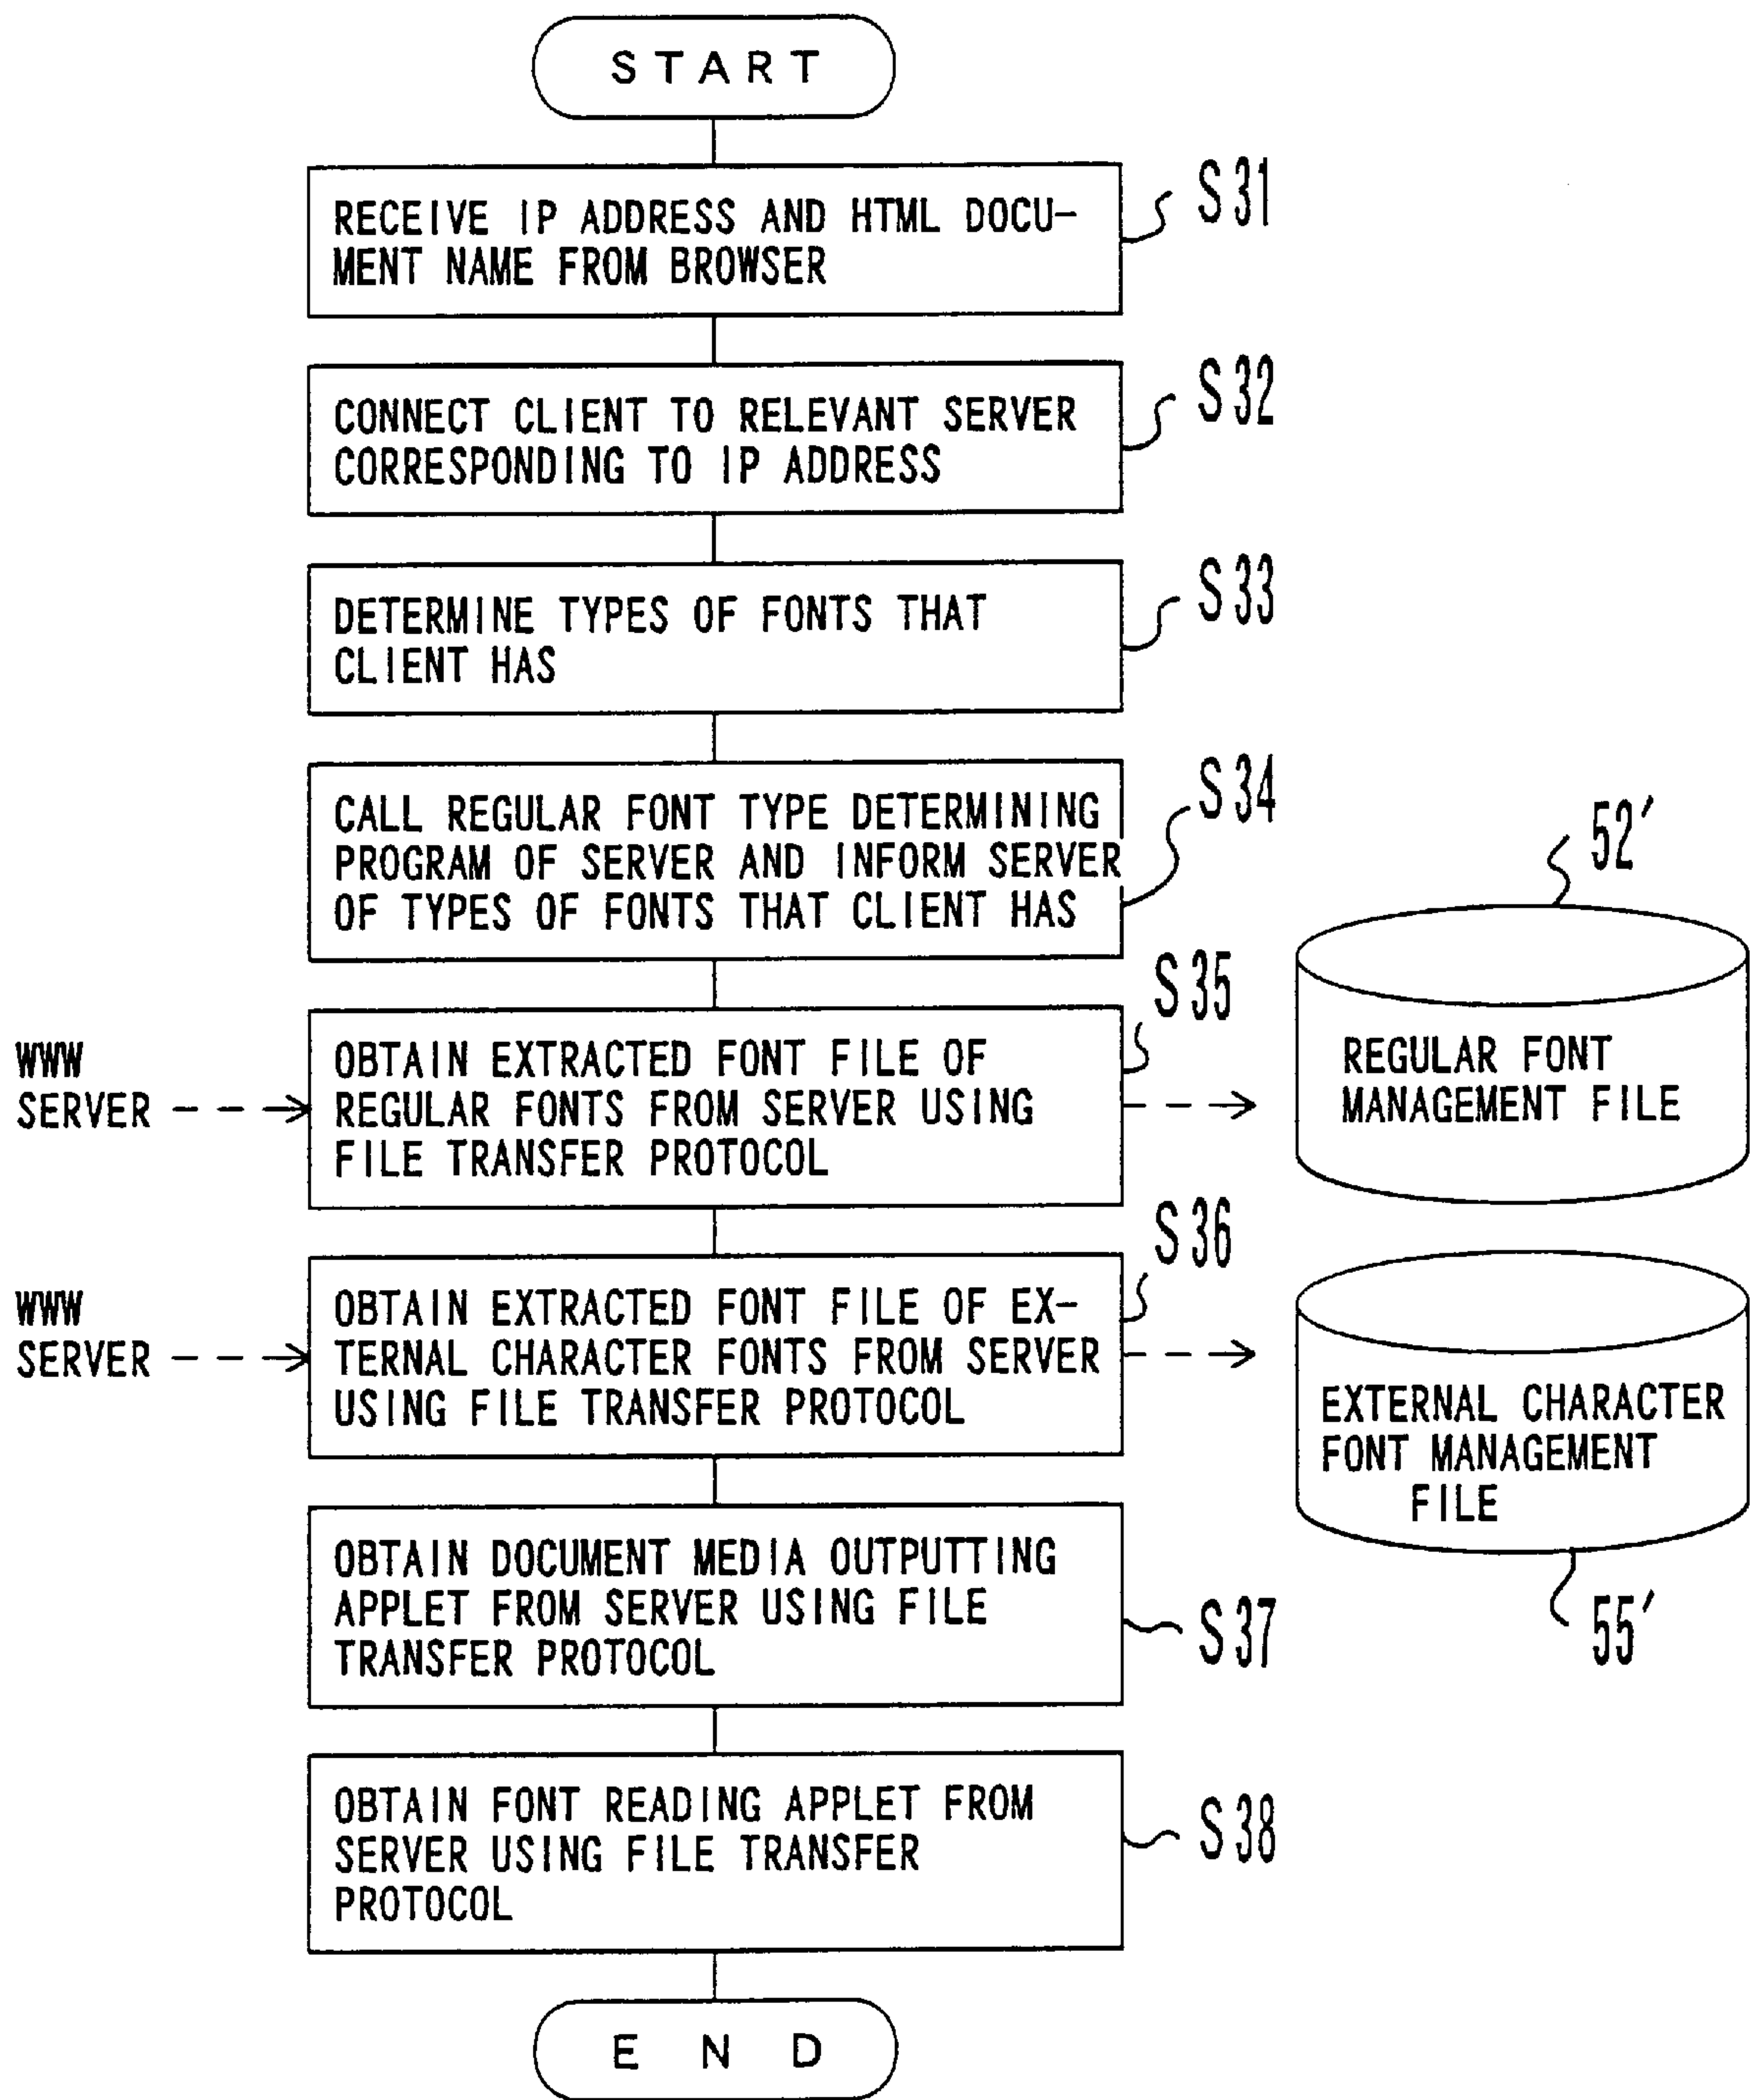 START
RECEIVE IP ADDRESS AND HTML DOCU-
MENT NAME FROM BROWSER
S31
CONNECT CLIENT TO RELEVANT SERVER
CORRESPONDING TO IP ADDRESS
S32
DETERMINE TYPES OF FONTS THAT
CLIENT HAS
S33
CALL REGULAR FONT TYPE DETERMINING
PROGRAM OF SERVER AND INFORM SERVER
OF TYPES OF FONTS THAT CLIENT HAS
S34
WWW
SERVER
OBTAIN EXTRACTED FONT FILE OF
REGULAR FONTS FROM SERVER USING
FILE TRANSFER PROTOCOL
S35
52′
REGULAR FONT
MANAGEMENT FILE
WWW
SERVER
OBTAIN EXTRACTED FONT FILE OF EX-
TERNAL CHARACTER FONTS FROM SERVER
USING FILE TRANSFER PROTOCOL
S36
EXTERNAL CHARACTER
FONT MANAGEMENT
FILE
55′
OBTAIN DOCUMENT MEDIA OUTPUTTING
APPLET FROM SERVER USING FILE
TRANSFER PROTOCOL
S37
OBTAIN FONT READING APPLET FROM
SERVER USING FILE TRANSFER
PROTOCOL
S38
END